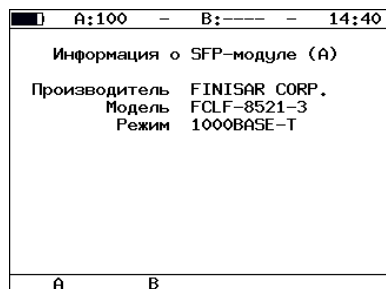 A:100 – B:---- – 14:40
Информация о SFP-модуле (A)
Производитель FINISAR CORP.
Модель FCLF-8521-3
Режим 1000BASE-T
A B